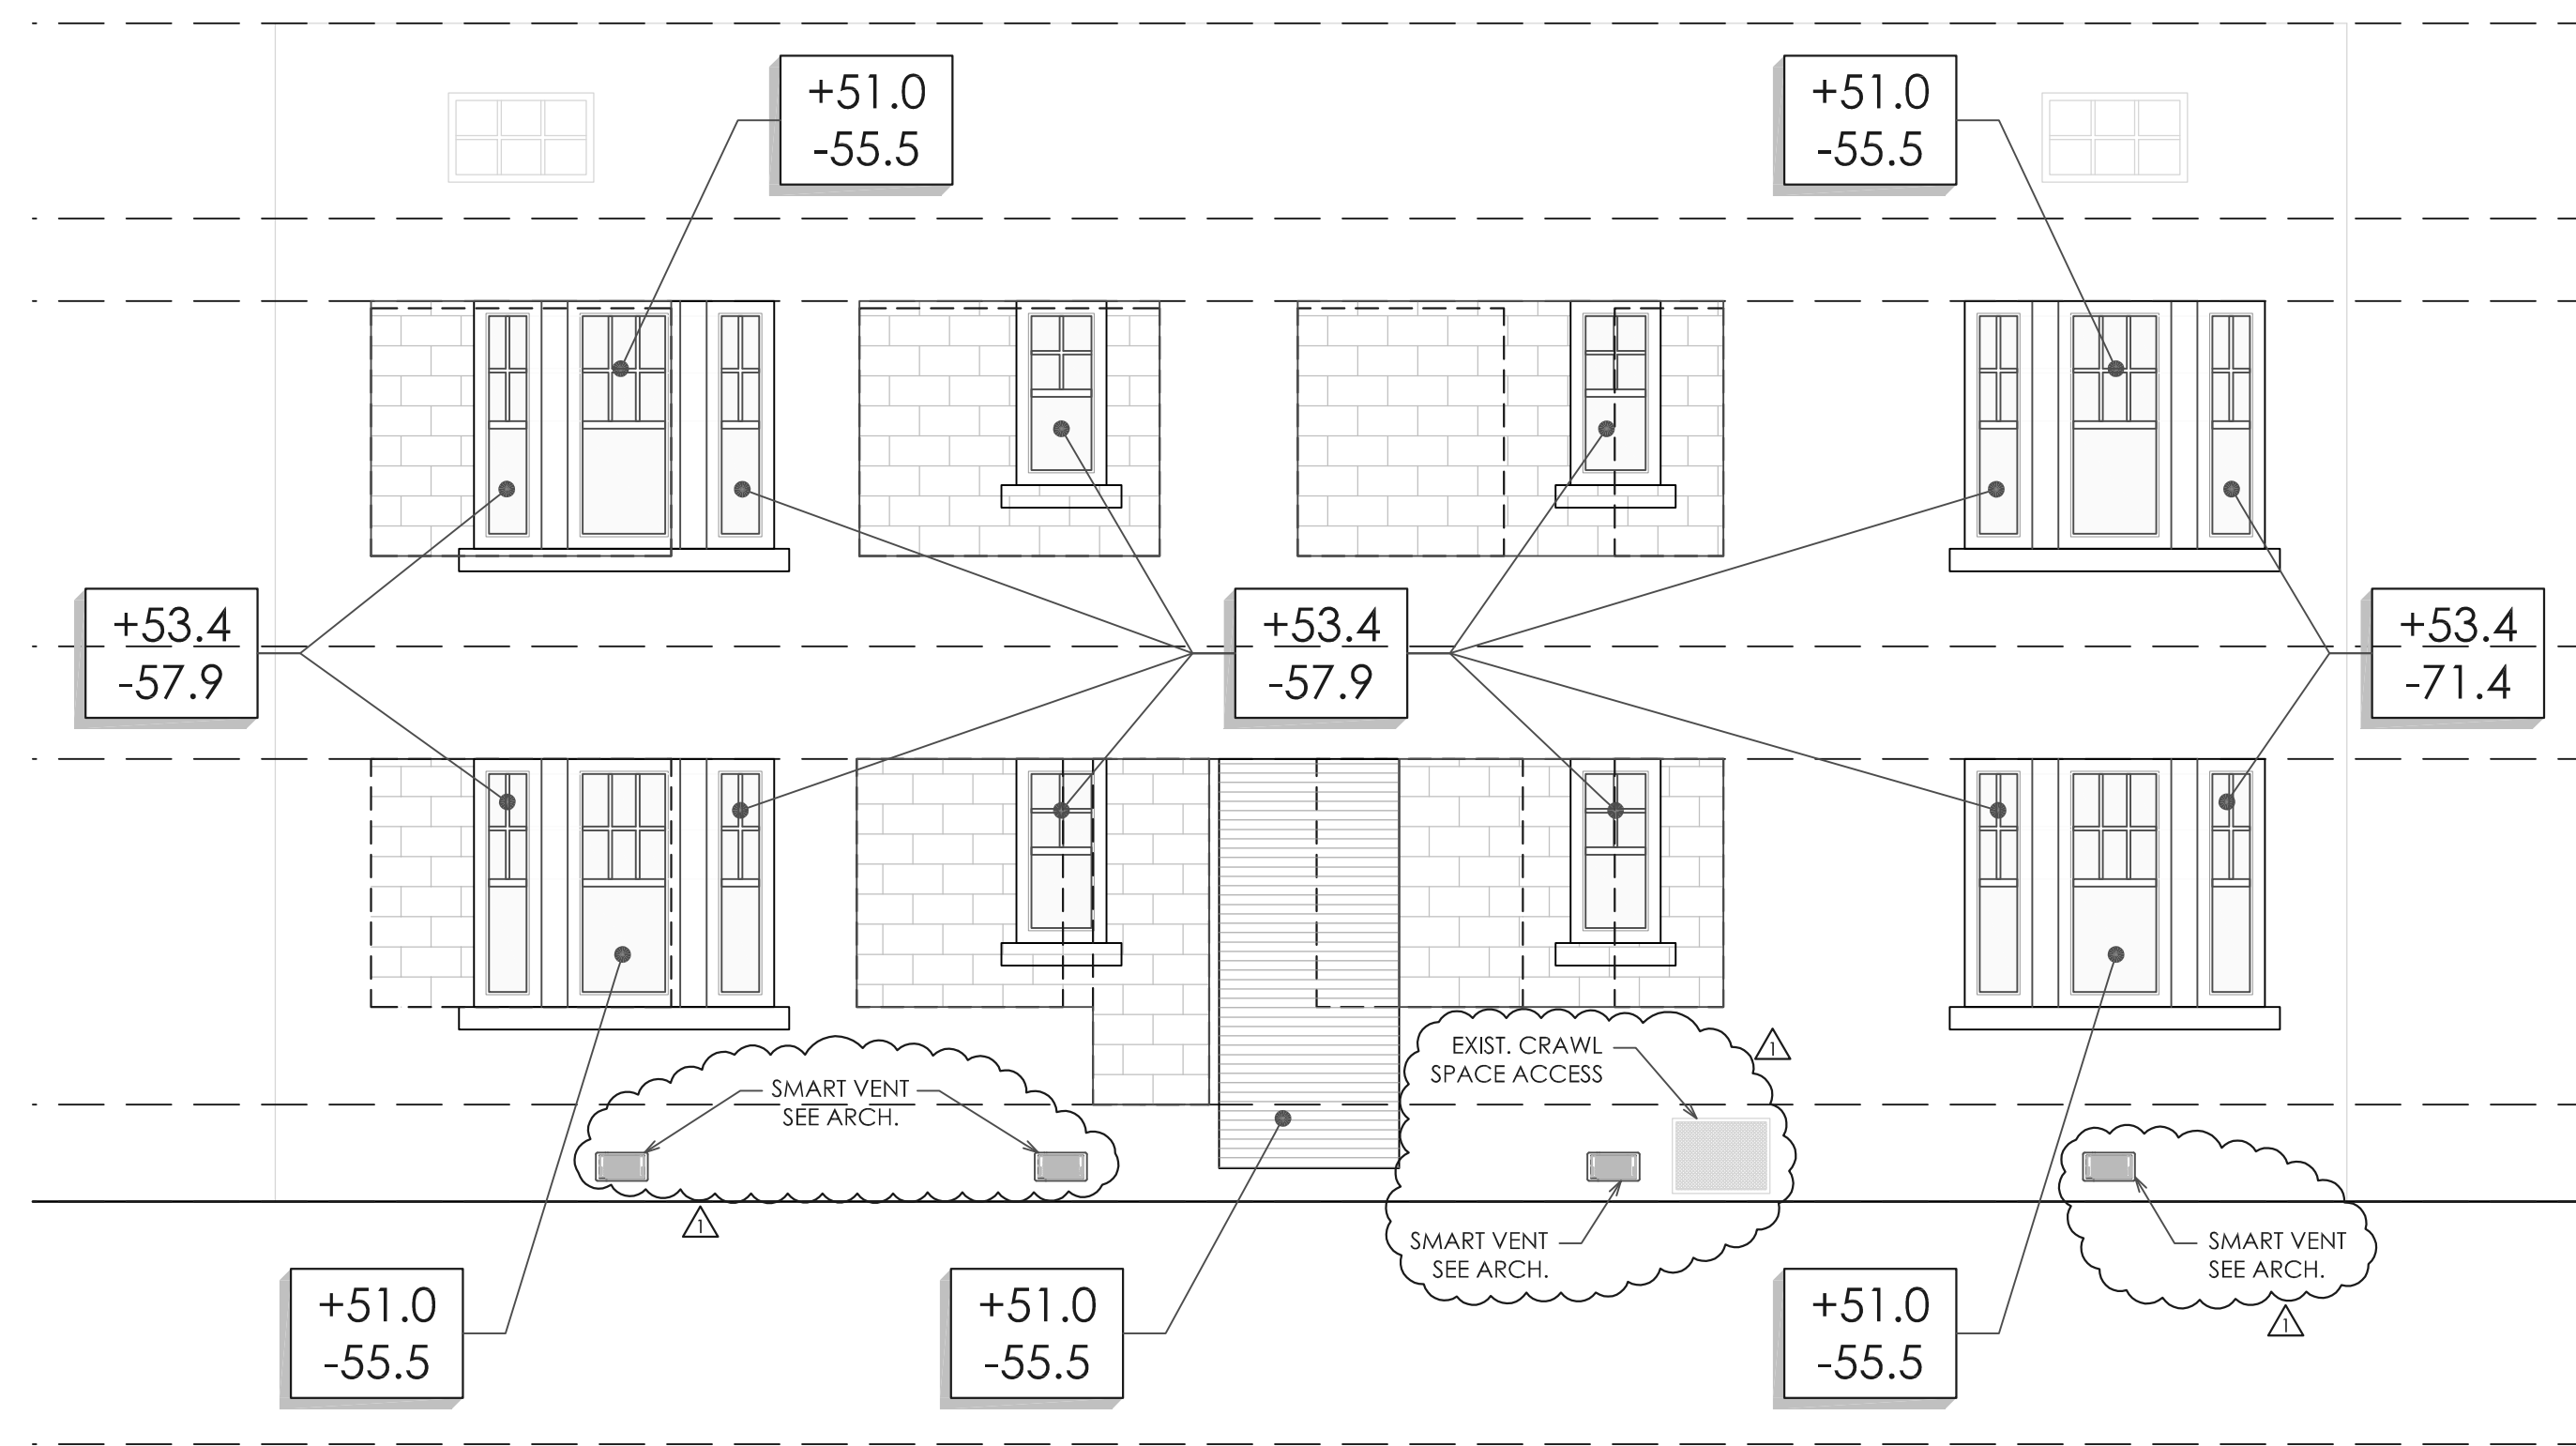 +51.0
-55.5
+51.0
-55.5
+53.4
-57.9
+53.4
-57.9
+53.4
-71.4
EXIST. CRAWL
SPACE ACCESS
1
SMART VENT
SEE ARCH.
1
SMART VENT
SEE ARCH.
SMART VENT
SEE ARCH.
1
+51.0
-55.5
+51.0
-55.5
+51.0
-55.5